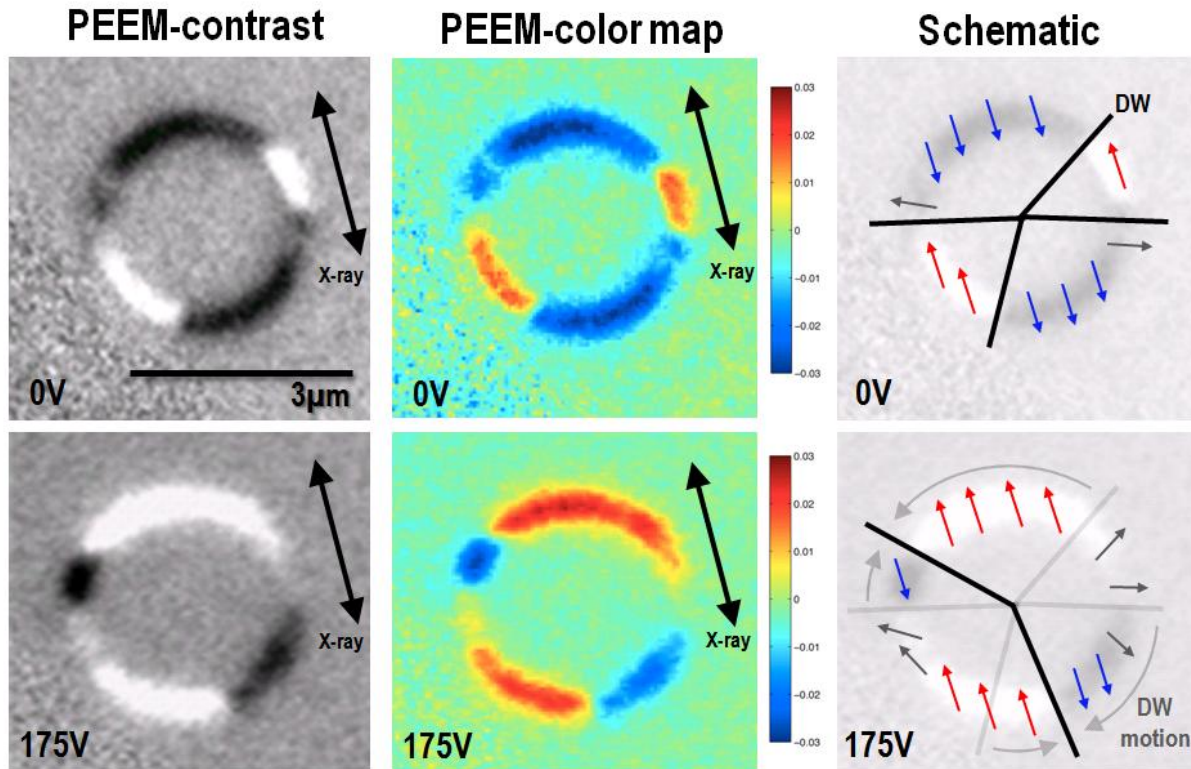 PEEM-contrast
PEEM-color map
Schematic
X-ray
0V
3µm
0.03
0.02
0.01
0
−0.01
−0.02
−0.03
X-ray
0V
DW
0V
X-ray
175V
0.03
0.02
0.01
0
−0.01
−0.02
−0.03
X-ray
175V
DW
motion
175V